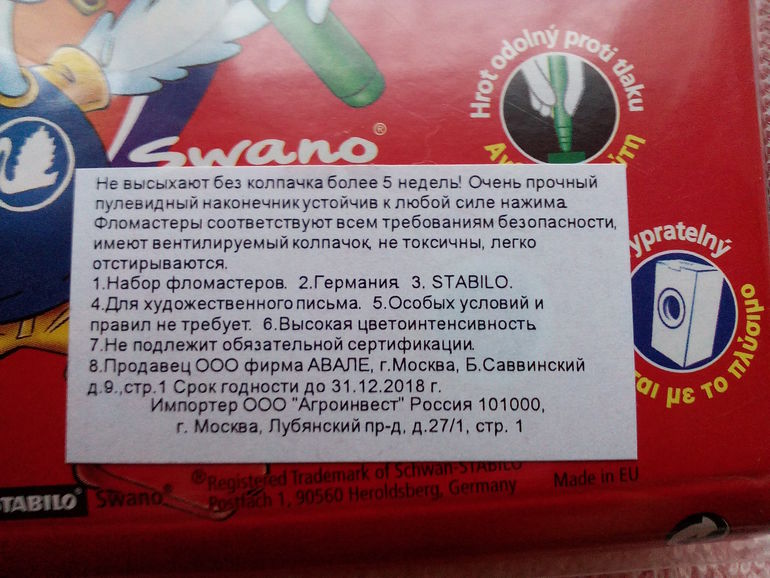 Hrot odolný proti tlaku
Swano®
Не высыхают без колпачка более 5 недель! Очень прочный
пулевидный наконечник устойчив к любой силе нажима.
Фломастеры соответствуют всем требованиям безопасности,
имеют вентилируемый колпачок, не токсичны, легко
отстирываются.
1.Набор фломастеров. 2.Германия. 3. STABILO.
4.Для художественного письма. 5.Особых условий и
правил не требует. 6.Высокая цветоинтенсивность.
7.Не подлежит обязательной сертификации.
8.Продавец ООО фирма АВАЛЕ, г.Москва, Б.Саввинский
д.9.,стр.1 Срок годности до 31.12.2018 г.
Импортер ООО "Агроинвест" Россия 101000,
г. Москва, Лубянский пр-д, д.27/1, стр. 1
ypratelný
με το πλύσιμο
STABILO® Swano®
®Registered Trademark of Schwan-STABILO
Postfach 1, 90560 Heroldsberg, Germany
Made in EU